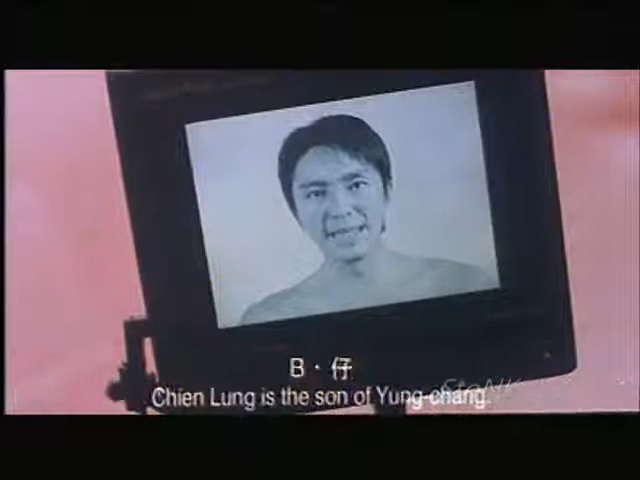 B·仔
Chien Lung is the son of Yung-chang.